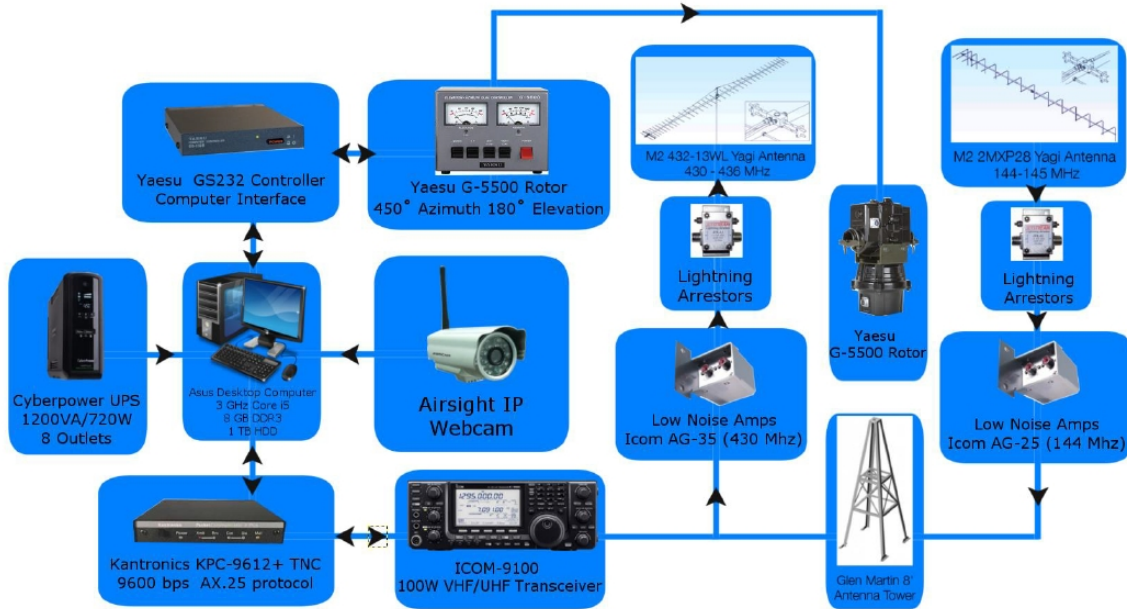 M2 432-13WL Yagi Antenna
430 - 436 MHz
M2 2MXP28 Yagi Antenna
144-145 MHz
Yaesu GS232 Controller
Computer Interface
Yaesu G-5500 Rotor
450° Azimuth 180° Elevation
Lightning
Arrestors
Yaesu
G-5500 Rotor
Lightning
Arrestors
Cyberpower UPS
1200VA/720W
8 Outlets
Asus Desktop Computer
3 GHz Core i5
8 GB DDR3
1 TB HDD
Airsight IP
Webcam
Low Noise Amps
Icom AG-35 (430 Mhz)
Low Noise Amps
Icom AG-25 (144 Mhz)
Kantronics KPC-9612+ TNC
9600 bps AX.25 protocol
ICOM-9100
100W VHF/UHF Transceiver
Glen Martin 8'
Antenna Tower